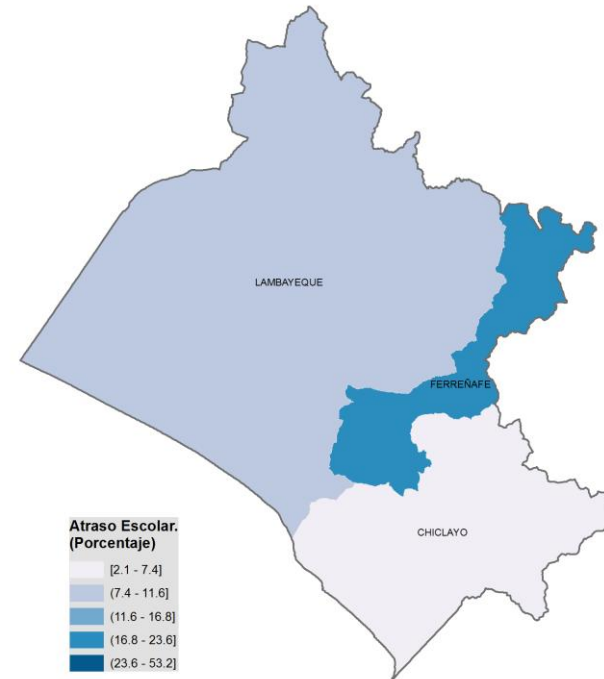 LAMBAYEQUE
FERREÑAFE
CHICLAYO
Atraso Escolar.
(Porcentaje)
[2.1 - 7.4]
(7.4 - 11.6]
(11.6 - 16.8]
(16.8 - 23.6]
(23.6 - 53.2]